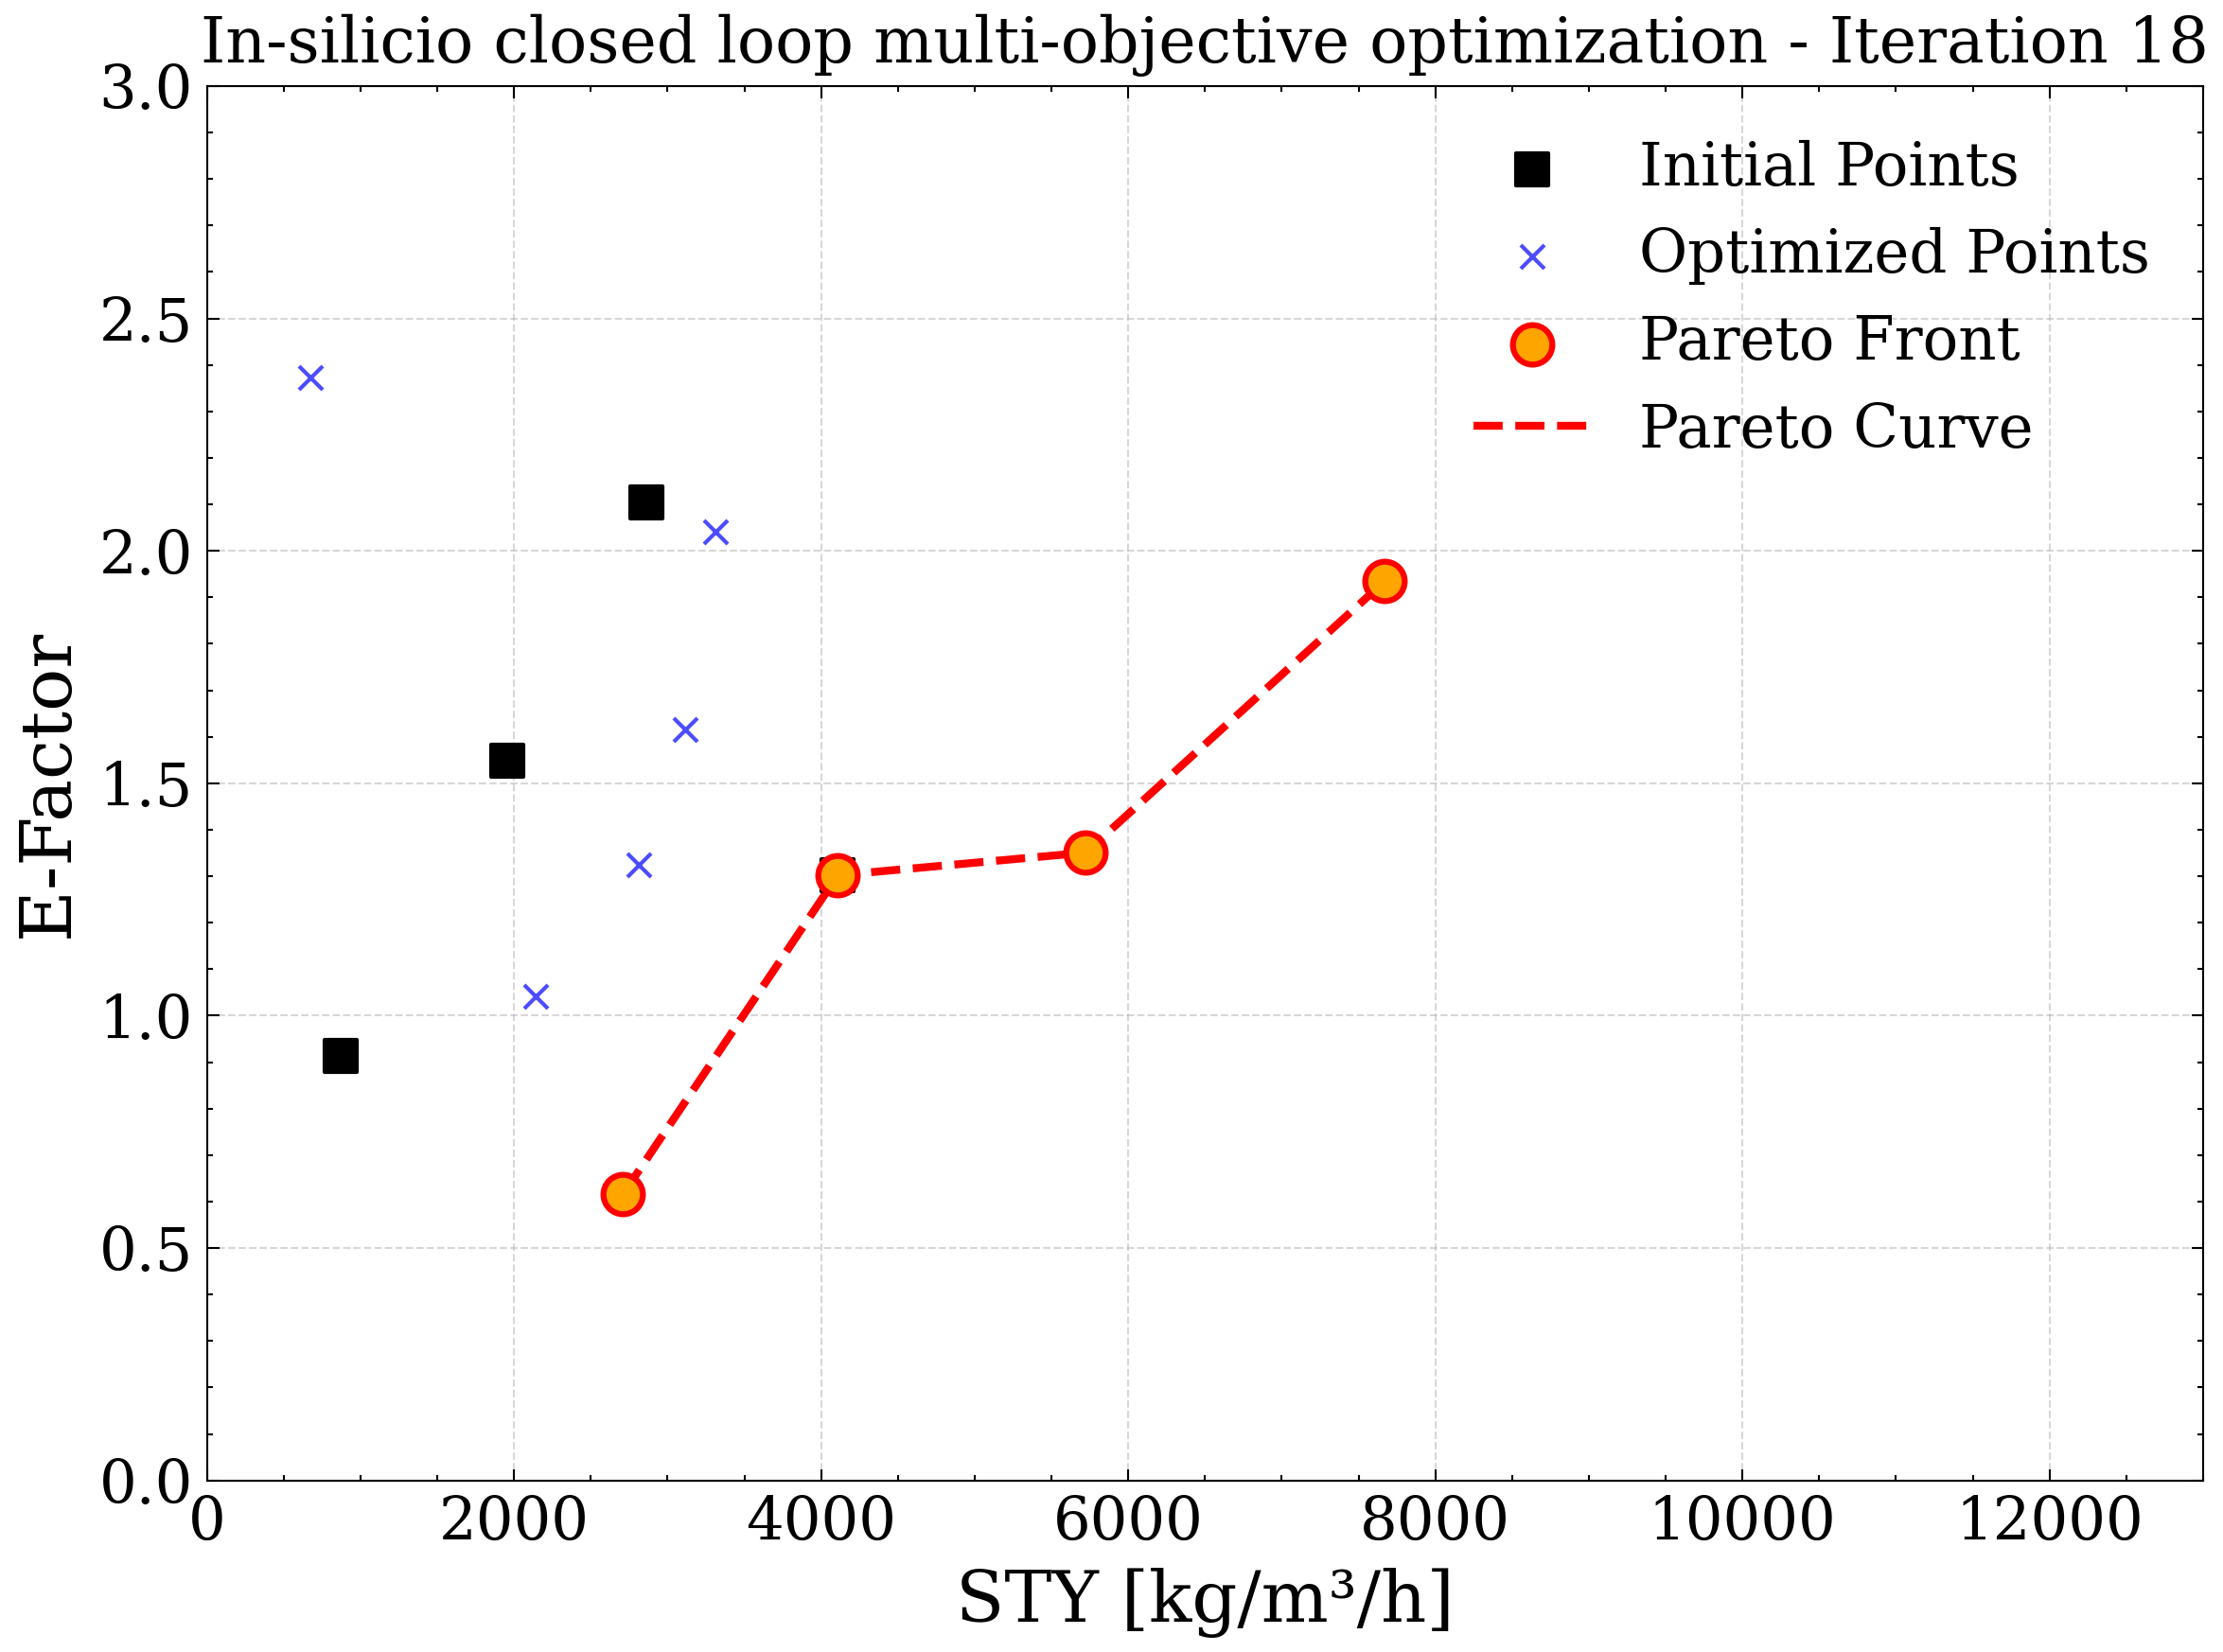 In-silicio closed loop multi-objective optimization - Iteration 18
3.0
2.5
2.0
1.5
1.0
0.5
0.0
E-Factor
Initial Points
Optimized Points
Pareto Front
Pareto Curve
0 2000 4000 6000 8000 10000 12000
STY [kg/m³/h]